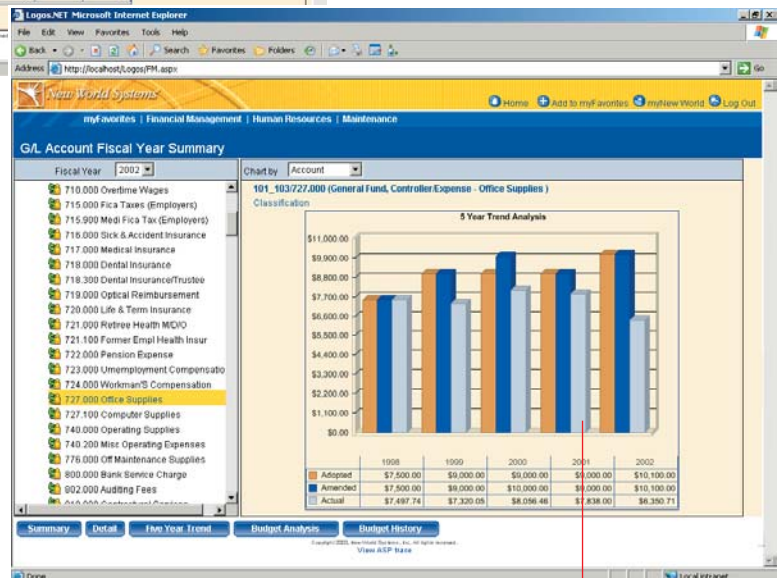 Logos.NET Microsoft Internet Explorer
File Edit View Favorites Tools Help
Back Search Favorites Folders
Address http://localhost/Logos/FM.aspx Go
New World Systems
Home Add to myFavorites myNew World Log Out
myFavorites | Financial Management | Human Resources | Maintenance
G/L Account Fiscal Year Summary
Fiscal Year 2002
710.000 Overtime Wages
715.000 Fica Taxes (Employers)
715.900 Medi Fica Tax (Employers)
716.000 Sick & Accident Insurance
717.000 Medical Insurance
718.000 Dental Insurance
718.300 Dental Insurance/Trustee
719.000 Optical Reimbursement
720.000 Life & Term Insurance
721.000 Retiree Health M/D/O
721.100 Former Empl Health Insur
722.000 Pension Expense
723.000 Unemployment Compensatio
724.000 Workman'S Compensation
727.000 Office Supplies
727.100 Computer Supplies
740.000 Operating Supplies
740.200 Misc Operating Expenses
776.000 Off Maintenance Supplies
800.000 Bank Service Charge
802.000 Auditing Fees
Chart by Account
101_103/727.000 (General Fund, Controller/Expense - Office Supplies )
Classification
5 Year Trend Analysis
$11,000.00
$9,900.00
$8,800.00
$7,700.00
$6,600.00
$5,500.00
$4,400.00
$3,300.00
$2,200.00
$1,100.00
$0.00
1998 1999 2000 2001 2002
Adopted $7,500.00 $9,000.00 $9,000.00 $9,000.00 $10,100.00
Amended $7,500.00 $9,000.00 $10,000.00 $9,000.00 $10,100.00
Actual $7,497.74 $7,320.05 $8,056.46 $7,838.00 $6,350.71
Summary Detail Five Year Trend Budget Analysis Budget History
Copyright 2002, New World Systems, Inc. All rights reserved.
View ASP trace
Done Local intranet